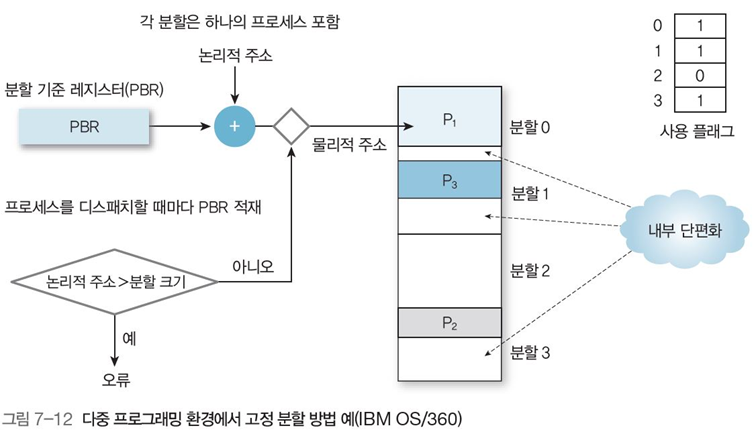 각 분할은 하나의 프로세스 포함
논리적 주소
분할 기준 레지스터(PBR)
PBR
+
물리적 주소
프로세스를 디스패치할 때마다 PBR 적재
논리적 주소>분할 크기
아니오
예
오류
P₁
분할 0
P₃
분할 1
분할 2
P₂
분할 3
0 1
1 1
2 0
3 1
사용 플래그
내부 단편화
그림 7-12 다중 프로그래밍 환경에서 고정 분할 방법 예(IBM OS/360)